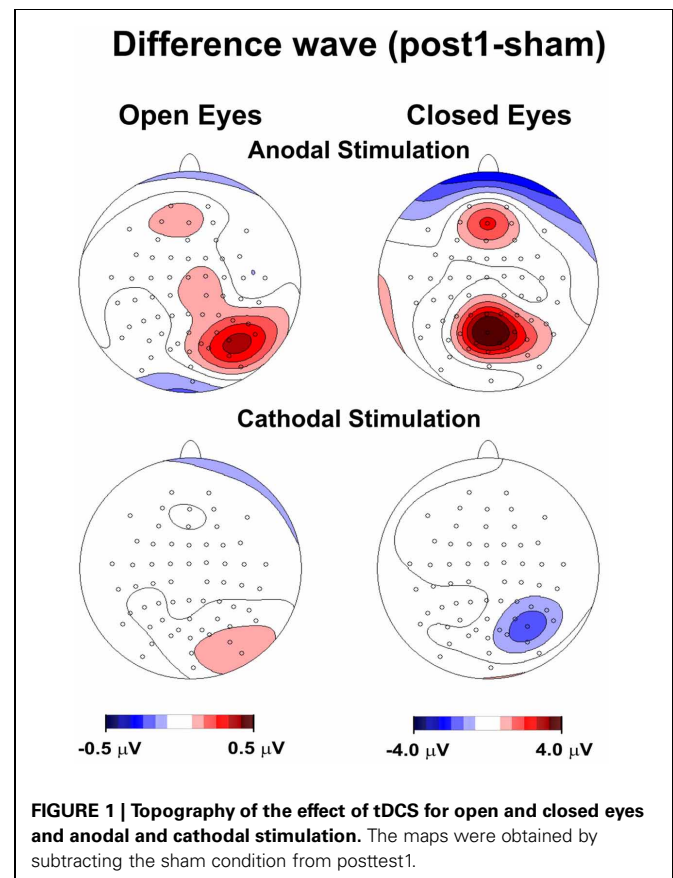 Difference wave (post1-sham)
Open Eyes
Closed Eyes
Anodal Stimulation
Cathodal Stimulation
-0.5 μV
0.5 μV
-4.0 μV
4.0 μV
FIGURE 1 | Topography of the effect of tDCS for open and closed eyes
and anodal and cathodal stimulation. The maps were obtained by
subtracting the sham condition from posttest1.